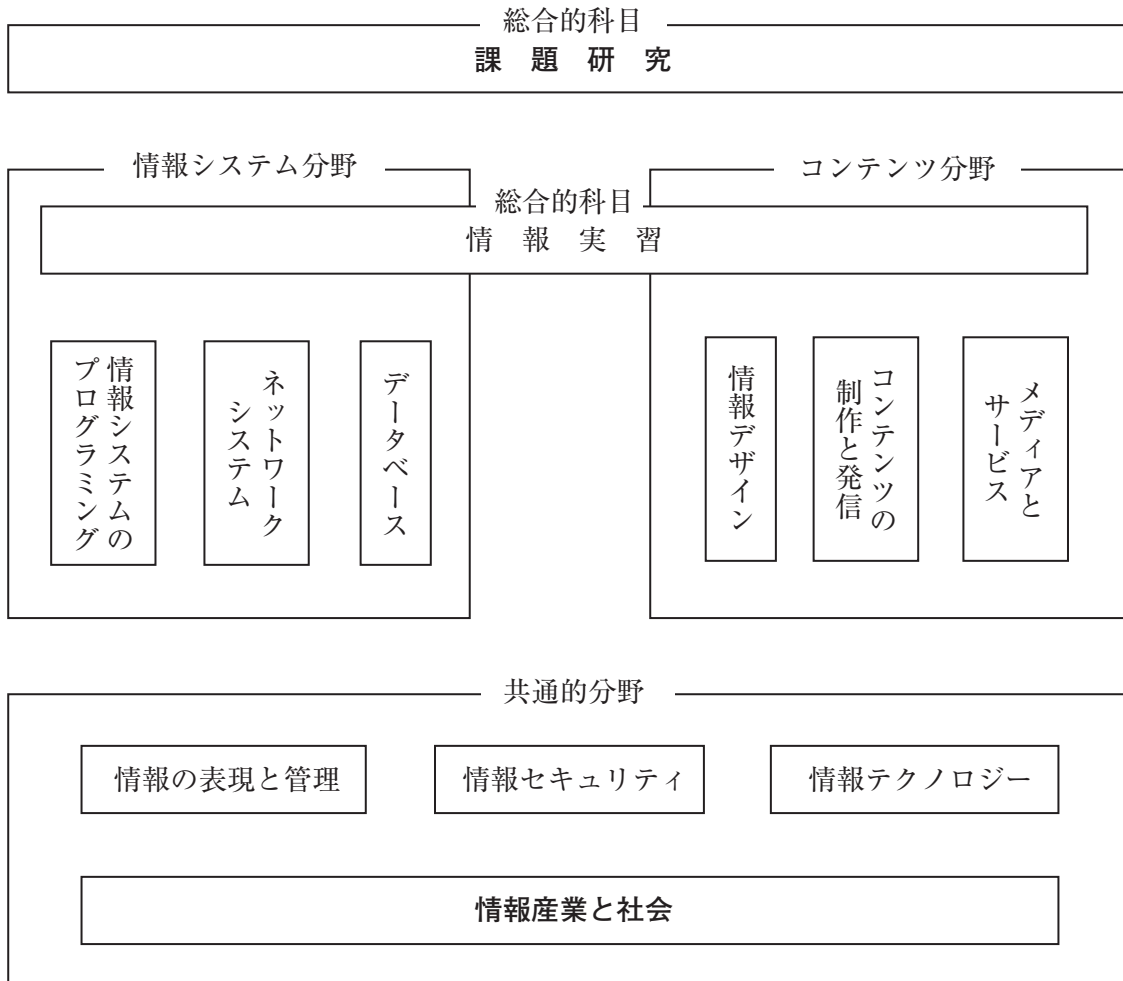 総合的科目
課題研究
情報システム分野
コンテンツ分野
総合的科目
情報実習
情報システムの
プログラミング
ネットワーク
システム
データベース
情報デザイン
コンテンツの
制作と発信
メディアと
サービス
共通的分野
情報の表現と管理
情報セキュリティ
情報テクノロジー
情報産業と社会